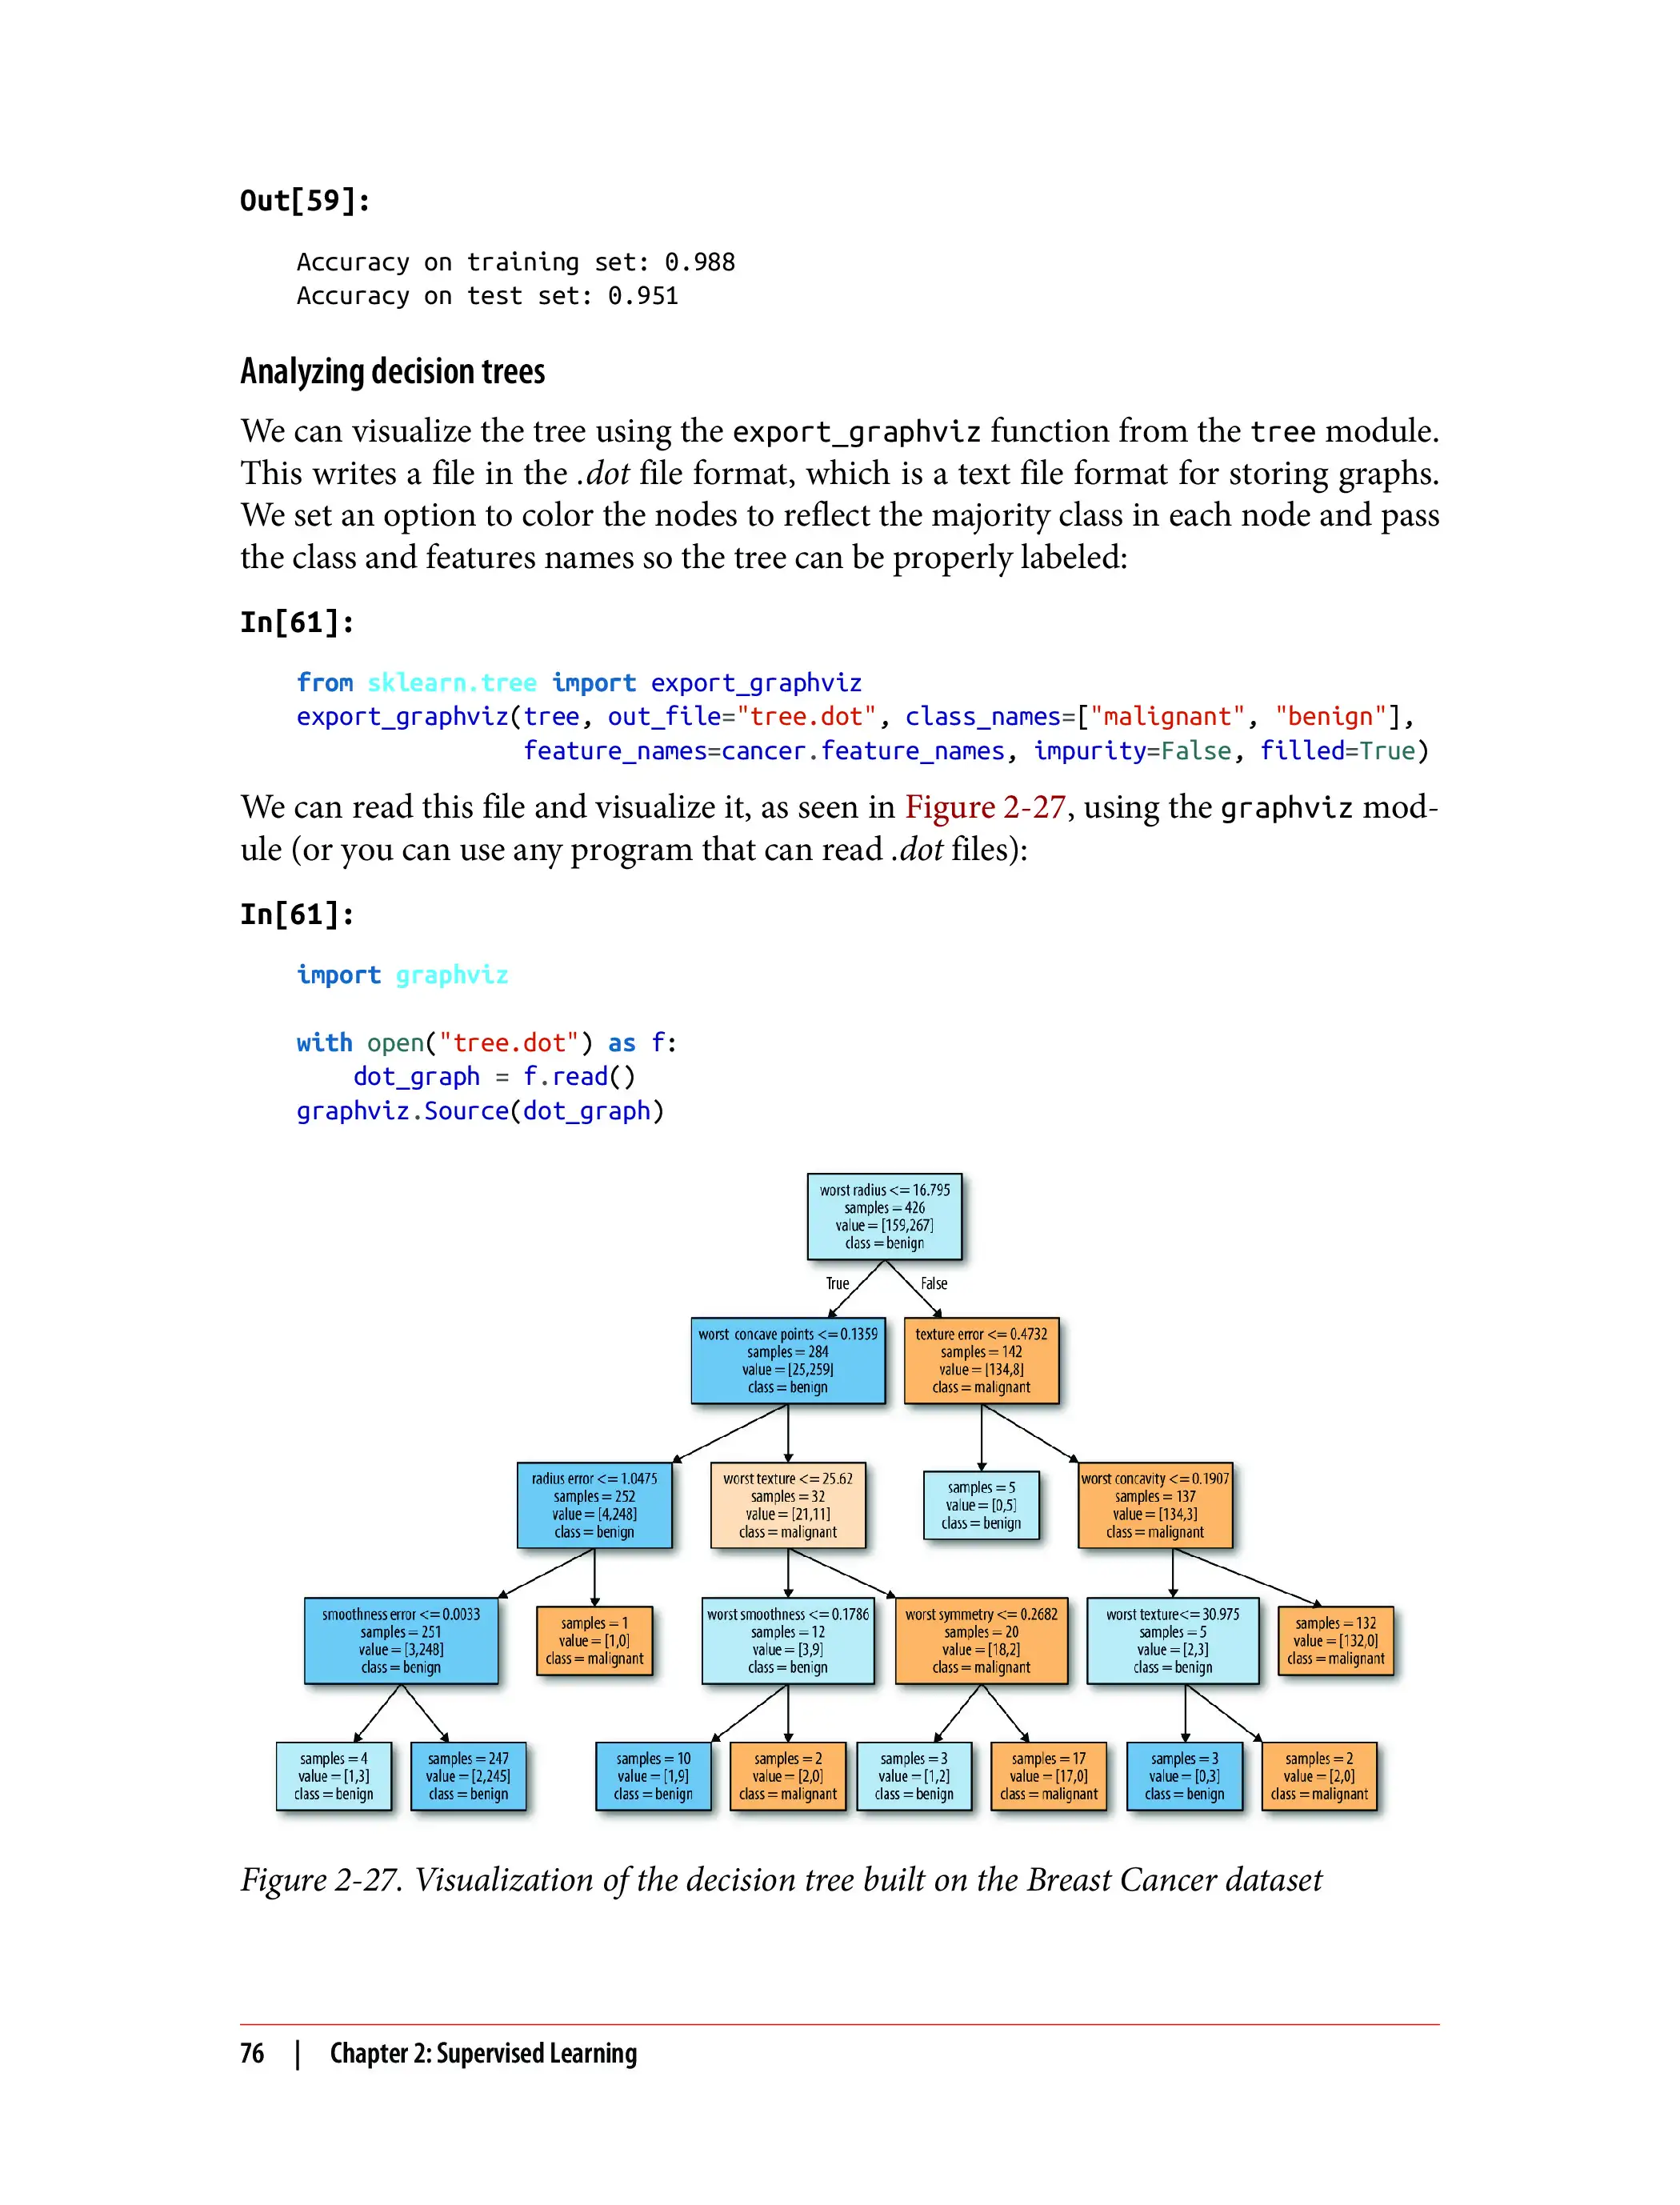 Out[59]:
Accuracy on training set: 0.988
Accuracy on test set: 0.951
Analyzing decision trees
We can visualize the tree using the export_graphviz function from the tree module.
This writes a file in the .dot file format, which is a text file format for storing graphs.
We set an option to color the nodes to reflect the majority class in each node and pass
the class and features names so the tree can be properly labeled:
In[61]:
from sklearn.tree import export_graphviz
export_graphviz(tree, out_file="tree.dot", class_names=["malignant", "benign"],
feature_names=cancer.feature_names, impurity=False, filled=True)
We can read this file and visualize it, as seen in Figure 2-27, using the graphviz mod-
ule (or you can use any program that can read .dot files):
In[61]:
import graphviz
with open("tree.dot") as f:
dot_graph = f.read()
graphviz.Source(dot_graph)
worst radius <= 16.795
samples = 426
value = [159,267]
class = benign
True
False
worst concave points <= 0.1359
samples = 284
value = [25,259]
class = benign
texture error <= 0.4732
samples = 142
value = [134,8]
class = malignant
radius error <= 1.0475
samples = 252
value = [4,248]
class = benign
worst texture <= 25.62
samples = 32
value = [21,11]
class = malignant
samples = 5
value = [0,5]
class = benign
worst concavity <= 0.1907
samples = 137
value = [134,3]
class = malignant
smoothness error <= 0.0033
samples = 251
value = [3,248]
class = benign
samples = 1
value = [1,0]
class = malignant
worst smoothness <= 0.1786
samples = 12
value = [3,9]
class = benign
worst symmetry <= 0.2682
samples = 20
value = [18,2]
class = malignant
worst texture<= 30.975
samples = 5
value = [2,3]
class = benign
samples = 132
value = [132,0]
class = malignant
samples = 4
value = [1,3]
class = benign
samples = 247
value = [2,245]
class = benign
samples = 10
value = [1,9]
class = benign
samples = 2
value = [2,0]
class = malignant
samples = 3
value = [1,2]
class = benign
samples = 17
value = [17,0]
class = malignant
samples = 3
value = [0,3]
class = benign
samples = 2
value = [2,0]
class = malignant
Figure 2-27. Visualization of the decision tree built on the Breast Cancer dataset
76 | Chapter 2: Supervised Learning